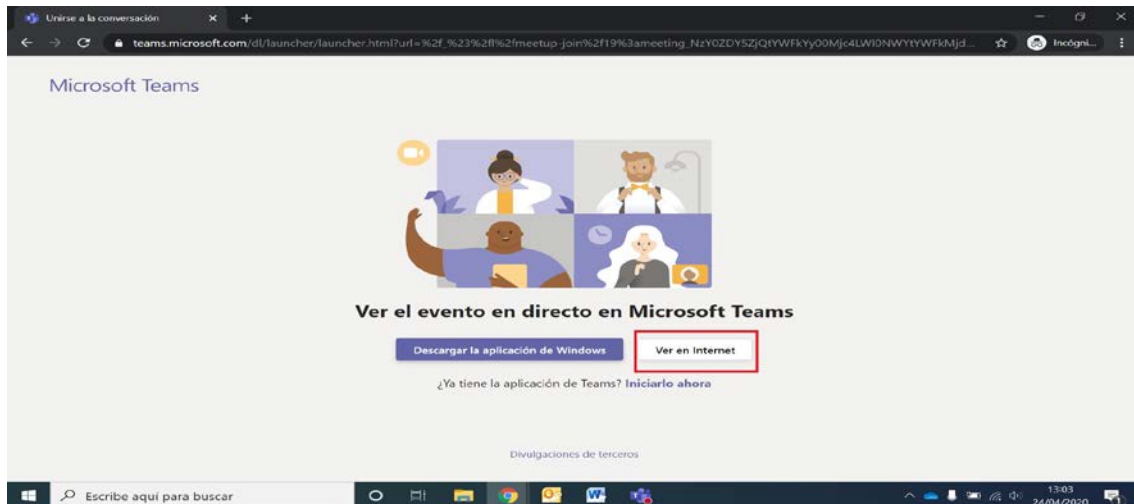 Unirse a la conversación
teams.microsoft.com/dl/launcher/launcher.html?url=%2f_%23%2fl%2fmeetup-join%2f19%3ameeting_
Incógni...
Microsoft Teams
Ver el evento en directo en Microsoft Teams
Descargar la aplicación de Windows
Ver en Internet
¿Ya tiene la aplicación de Teams? Iniciarlo ahora
Divulgaciones de terceros
Escribe aquí para buscar
13:03
24/04/2020